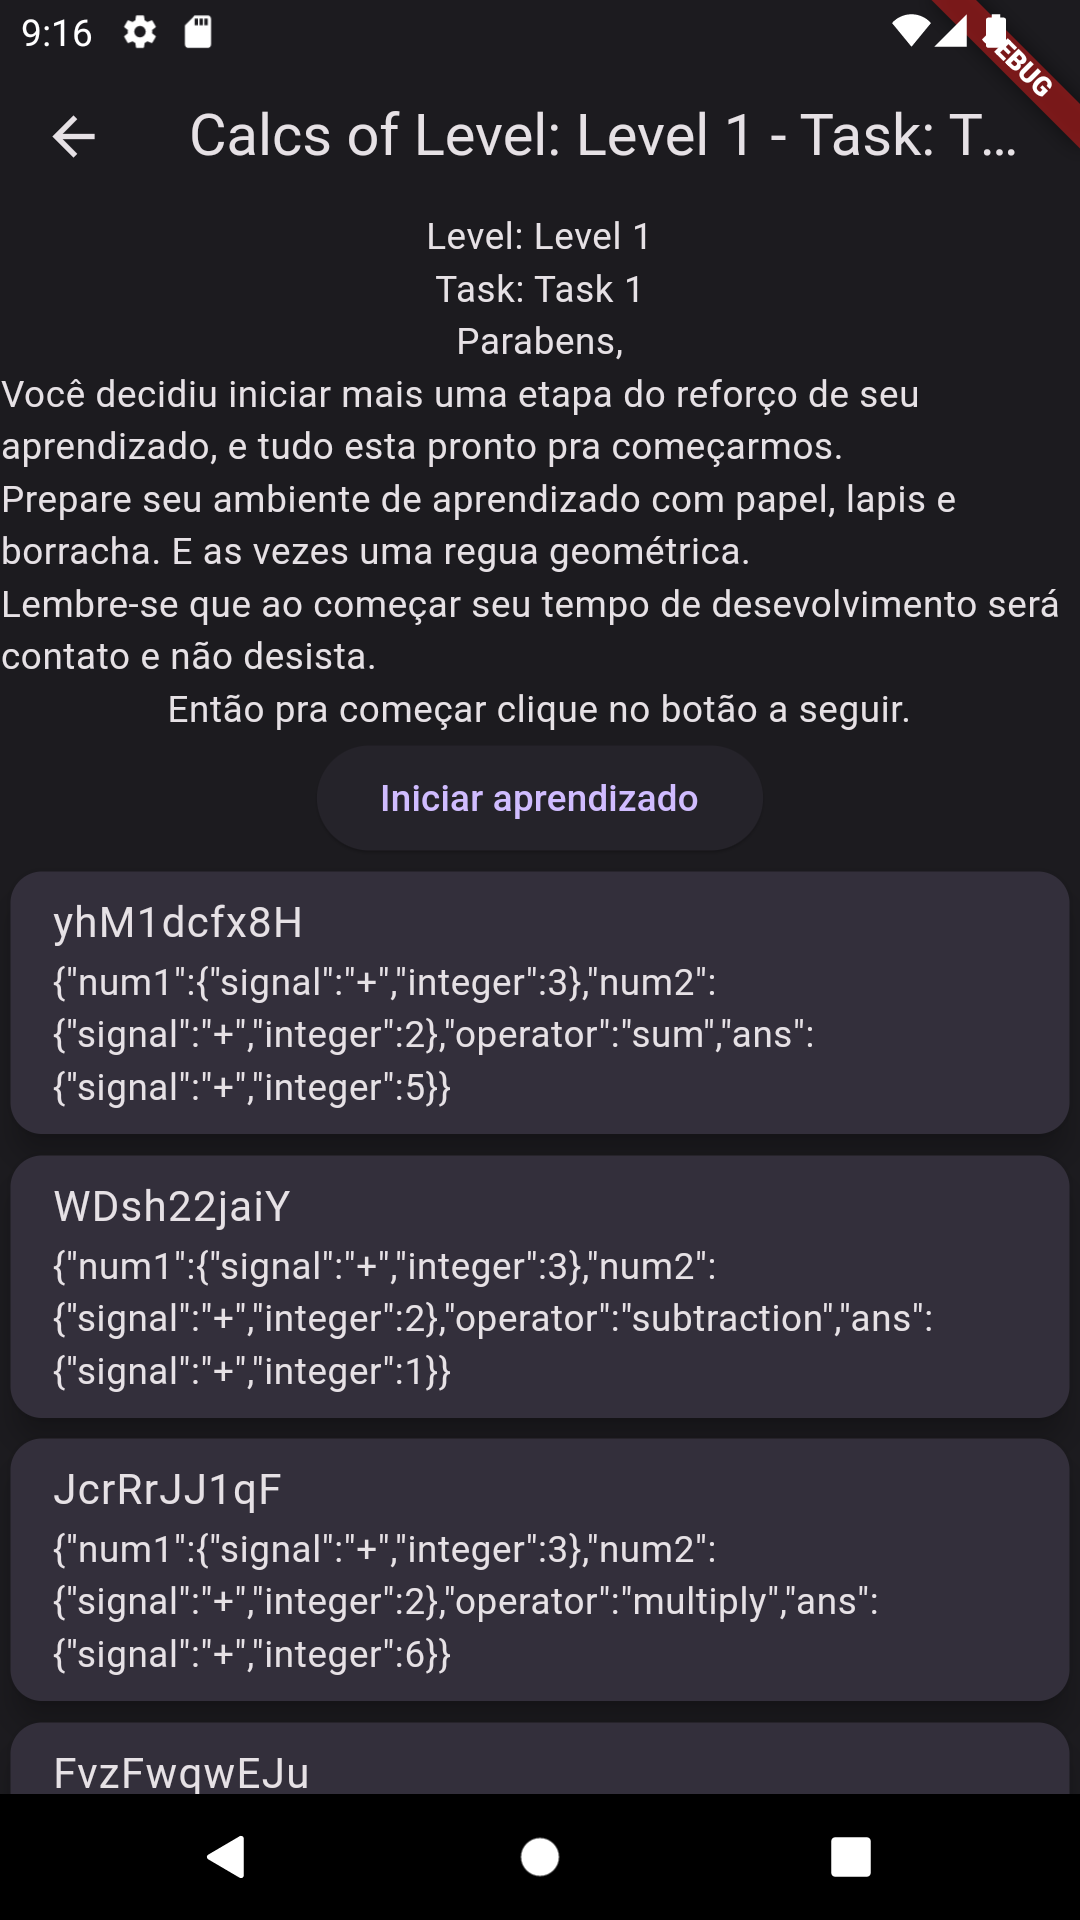 9:16
EBUG
Calcs of Level: Level 1 - Task: T...
Level: Level 1
Task: Task 1
Parabens,
Você decidiu iniciar mais uma etapa do reforço de seu
aprendizado, e tudo esta pronto pra começarmos.
Prepare seu ambiente de aprendizado com papel, lapis e
borracha. E as vezes uma regua geométrica.
Lembre-se que ao começar seu tempo de desevolvimento será
contato e não desista.
Então pra começar clique no botão a seguir.
Iniciar aprendizado
yhM1dcfx8H
{"num1":{"signal":"+","integer":3},"num2":
{"signal":"+","integer":2},"operator":"sum","ans":
{"signal":"+","integer":5}}
WDsh22jaiY
{"num1":{"signal":"+","integer":3},"num2":
{"signal":"+","integer":2},"operator":"subtraction","ans":
{"signal":"+","integer":1}}
JcrRrJJ1qF
{"num1":{"signal":"+","integer":3},"num2":
{"signal":"+","integer":2},"operator":"multiply","ans":
{"signal":"+","integer":6}}
FvzFwqwEJu